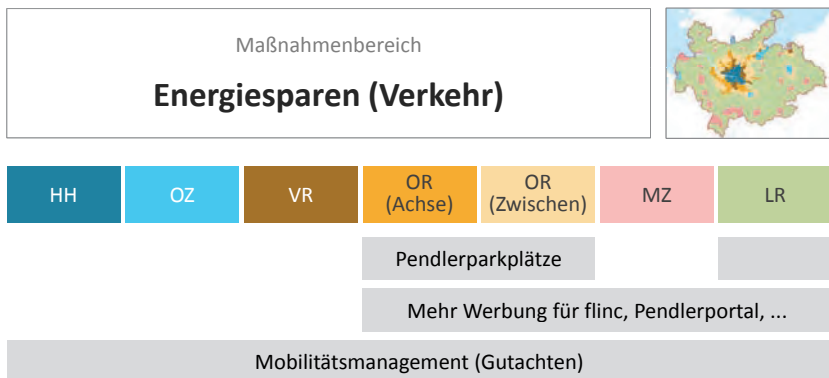 Maßnahmenbereich
Energiesparen (Verkehr)
HH
OZ
VR
OR
(Achse)
OR
(Zwischen)
MZ
LR
Pendlerparkplätze
Mehr Werbung für flinc, Pendlerportal, ...
Mobilitätsmanagement (Gutachten)